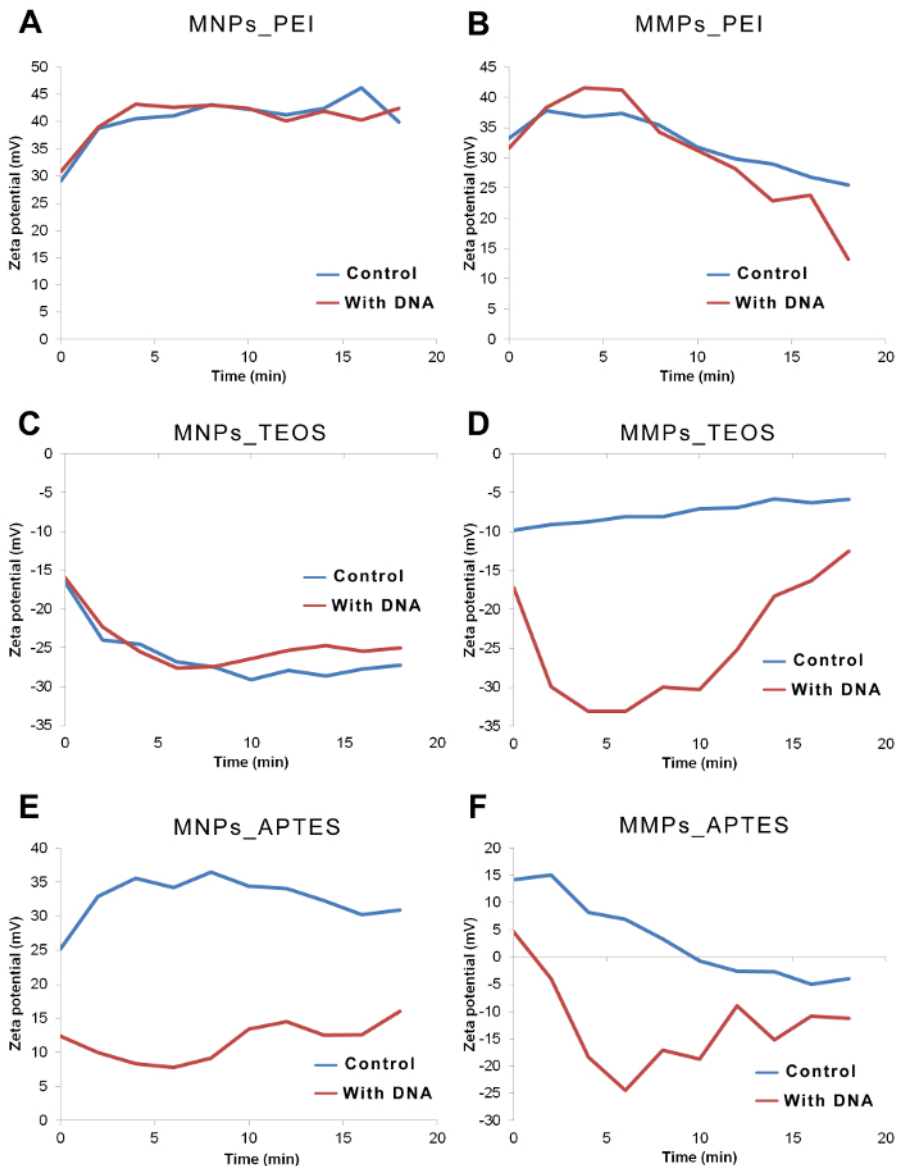 A
MNPs_PEI
50
45
40
35
30
25
20
15
10
5
0
Zeta potential (mV)
Control
With DNA
0 5 10 15 20
Time (min)
B
MMPs_PEI
45
40
35
30
25
20
15
10
5
0
Zeta potential (mV)
Control
With DNA
0 5 10 15 20
Time (min)
C
MNPs_TEOS
0
-5
-10
-15
-20
-25
-30
-35
Zeta potential (mV)
Control
With DNA
0 5 10 15 20
Time (min)
D
MMPs_TEOS
0
-5
-10
-15
-20
-25
-30
-35
Zeta potential (mV)
Control
With DNA
0 5 10 15 20
Time (min)
E
MNPs_APTES
40
35
30
25
20
15
10
5
0
Zeta potential (mV)
Control
With DNA
0 5 10 15 20
Time (min)
F
MMPs_APTES
20
15
10
5
0
-5
-10
-15
-20
-25
-30
Zeta potential (mV)
0 5 10 15 20
Control
With DNA
Time (min)